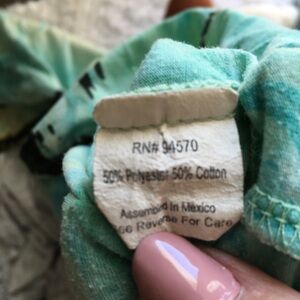 RN# 94570
50% Polyester 50% Cotton
Assembled in Mexico
See Reverse For Care